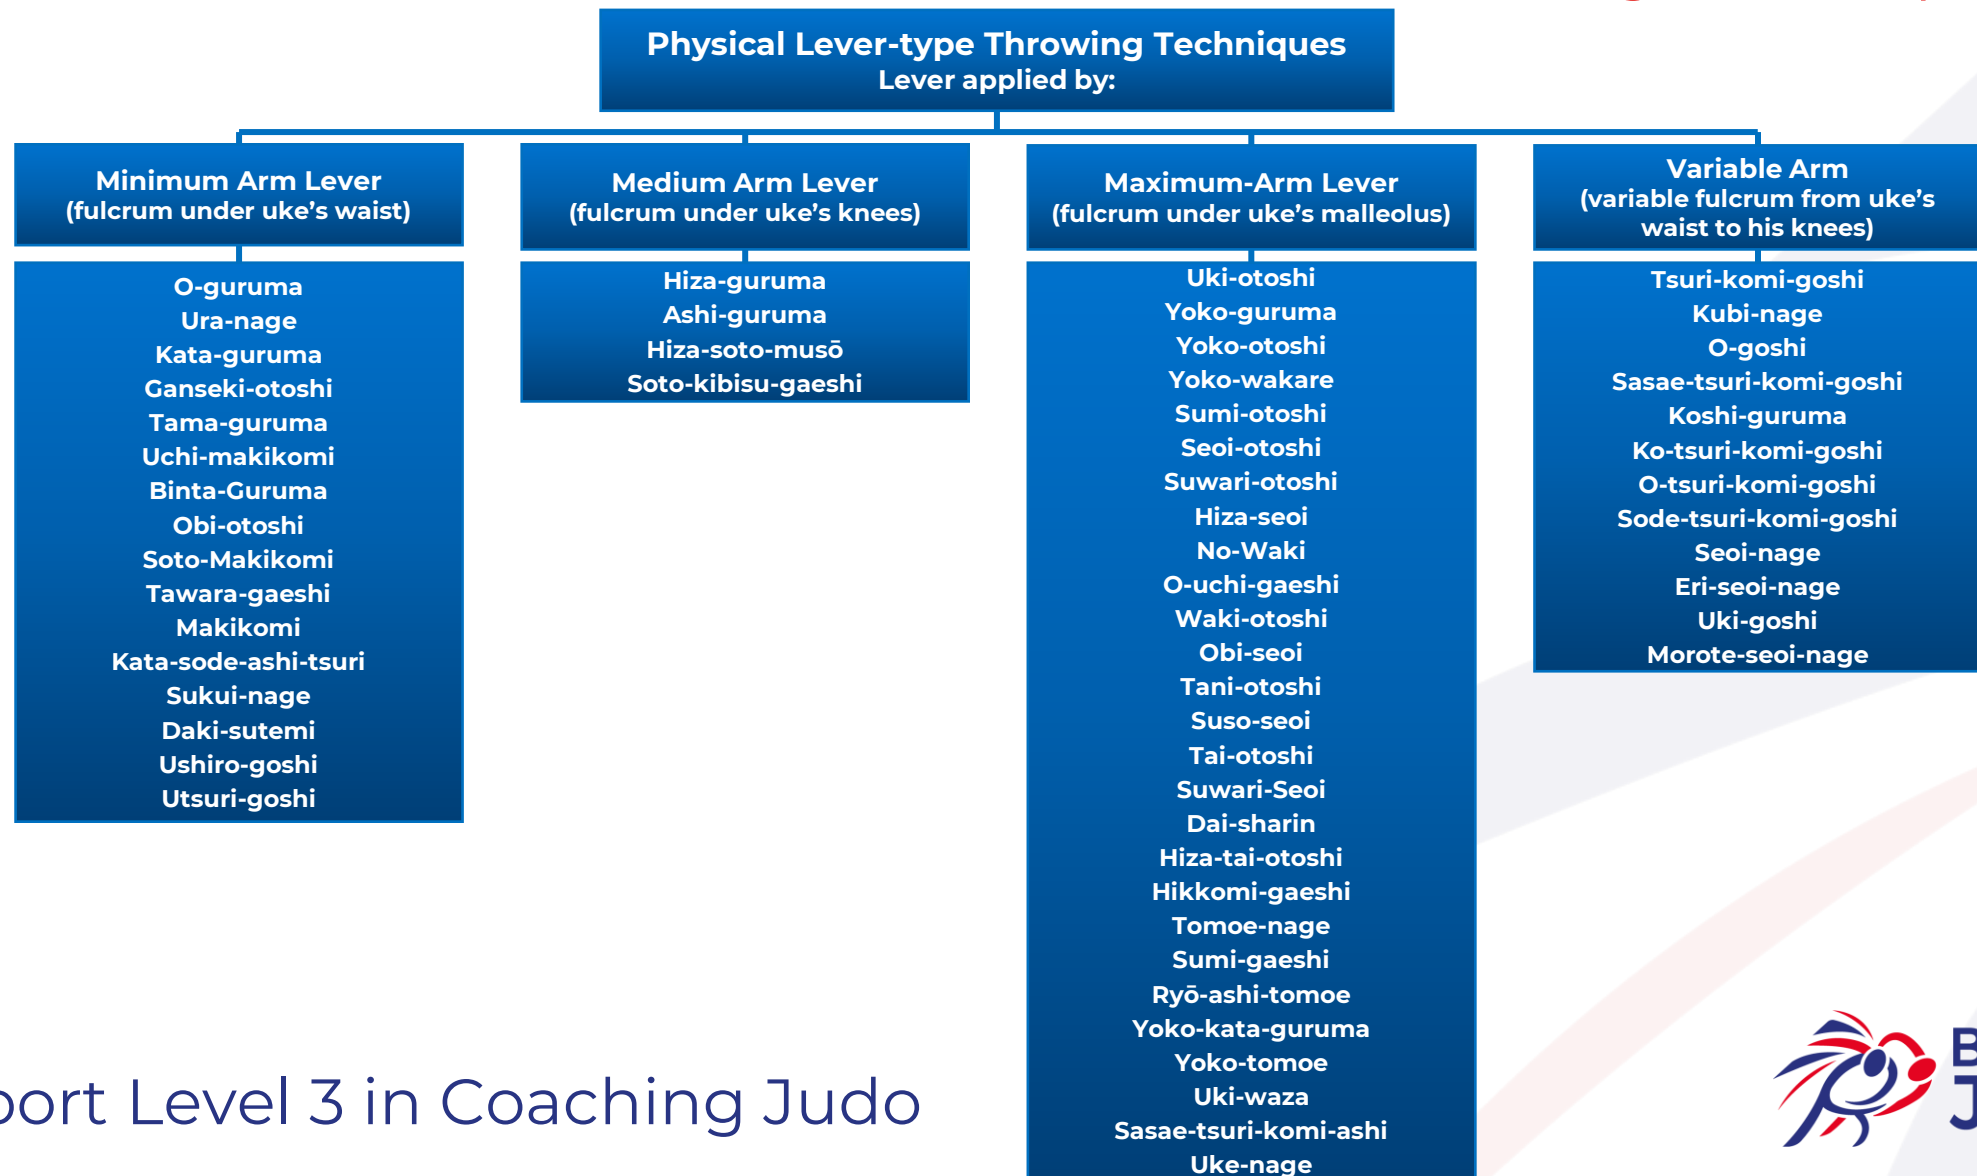 Physical Lever-type Throwing Techniques
Lever applied by:
Minimum Arm Lever
(fulcrum under uke's waist)
O-guruma
Ura-nage
Kata-guruma
Ganseki-otoshi
Tama-guruma
Uchi-makikomi
Binta-Guruma
Obi-otoshi
Soto-Makikomi
Tawara-gaeshi
Makikomi
Kata-sode-ashi-tsuri
Sukui-nage
Daki-sutemi
Ushiro-goshi
Utsuri-goshi
Medium Arm Lever
(fulcrum under uke's knees)
Hiza-guruma
Ashi-guruma
Hiza-soto-musō
Soto-kibisu-gaeshi
Maximum-Arm Lever
(fulcrum under uke's malleolus)
Uki-otoshi
Yoko-guruma
Yoko-otoshi
Yoko-wakare
Sumi-otoshi
Seoi-otoshi
Suwari-otoshi
Hiza-seoi
No-Waki
O-uchi-gaeshi
Waki-otoshi
Obi-seoi
Tani-otoshi
Suso-seoi
Tai-otoshi
Suwari-Seoi
Dai-sharin
Hiza-tai-otoshi
Hikkomi-gaeshi
Tomoe-nage
Sumi-gaeshi
Ryō-ashi-tomoe
Yoko-kata-guruma
Yoko-tomoe
Uki-waza
Sasae-tsuri-komi-ashi
Uke-nage
Variable Arm
(variable fulcrum from uke's
waist to his knees)
Tsuri-komi-goshi
Kubi-nage
O-goshi
Sasae-tsuri-komi-goshi
Koshi-guruma
Ko-tsuri-komi-goshi
O-tsuri-komi-goshi
Sode-tsuri-komi-goshi
Seoi-nage
Eri-seoi-nage
Uki-goshi
Morote-seoi-nage
port Level 3 in Coaching Judo
B
J